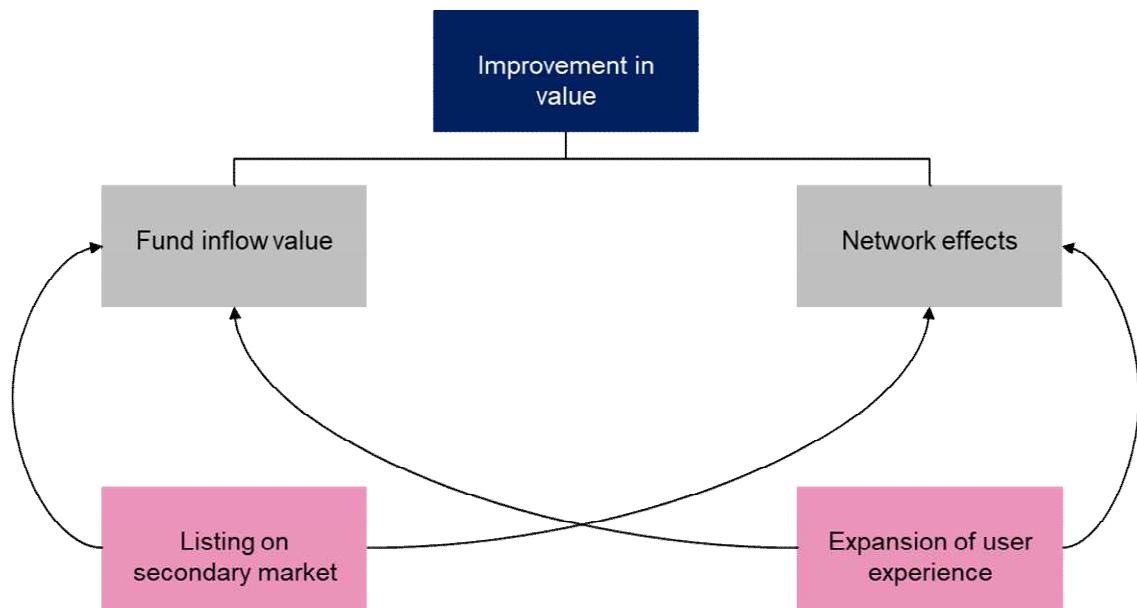 Improvement in
value
Fund inflow value
Network effects
Listing on
secondary market
Expansion of user
experience